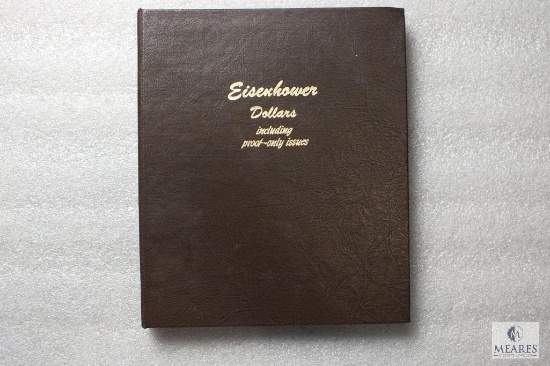 Eisenhower
Dollars
including
proof-only issues
MEARES